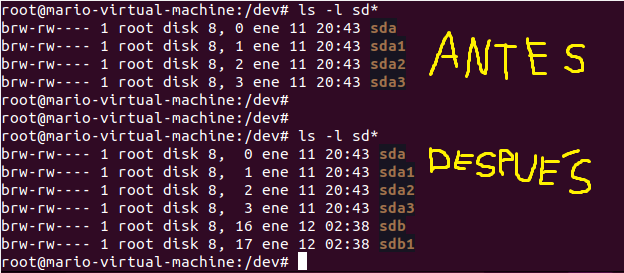 root@mario-virtual-machine:/dev# ls -l sd*
brw-rw---- 1 root disk 8, 0 ene 11 20:43 sda
brw-rw---- 1 root disk 8, 1 ene 11 20:43 sda1
brw-rw---- 1 root disk 8, 2 ene 11 20:43 sda2
brw-rw---- 1 root disk 8, 3 ene 11 20:43 sda3
ANTES
root@mario-virtual-machine:/dev#
root@mario-virtual-machine:/dev#
root@mario-virtual-machine:/dev# ls -l sd*
brw-rw---- 1 root disk 8,  0 ene 11 20:43 sda
brw-rw---- 1 root disk 8,  1 ene 11 20:43 sda1
brw-rw---- 1 root disk 8,  2 ene 11 20:43 sda2
brw-rw---- 1 root disk 8,  3 ene 11 20:43 sda3
brw-rw---- 1 root disk 8, 16 ene 12 02:38 sdb
brw-rw---- 1 root disk 8, 17 ene 12 02:38 sdb1
DESPUÉS
root@mario-virtual-machine:/dev#